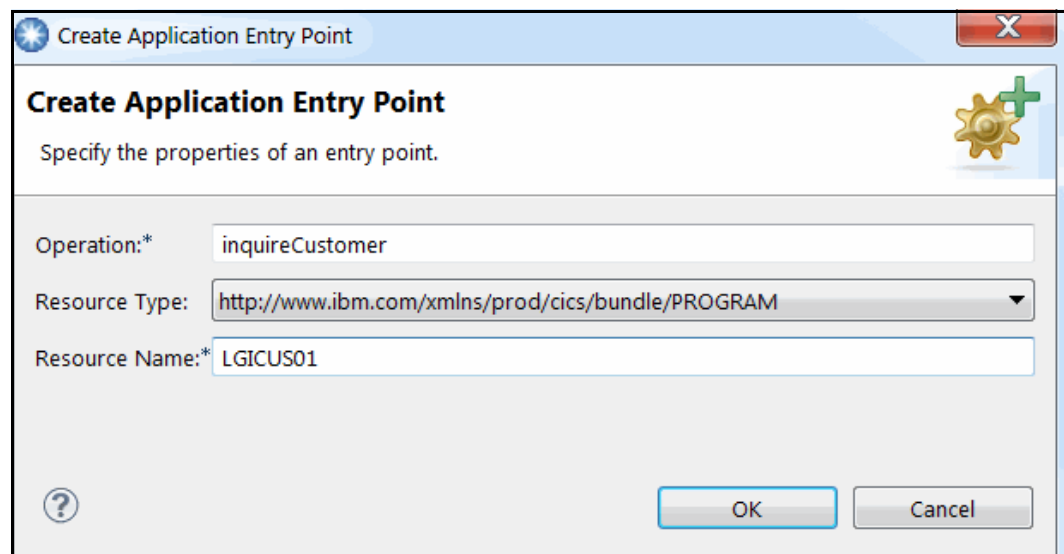 Create Application Entry Point
Create Application Entry Point
Specify the properties of an entry point.
Operation:* inquireCustomer
Resource Type: http://www.ibm.com/xmlns/prod/cics/bundle/PROGRAM
Resource Name:* LGICUS01
? OK Cancel